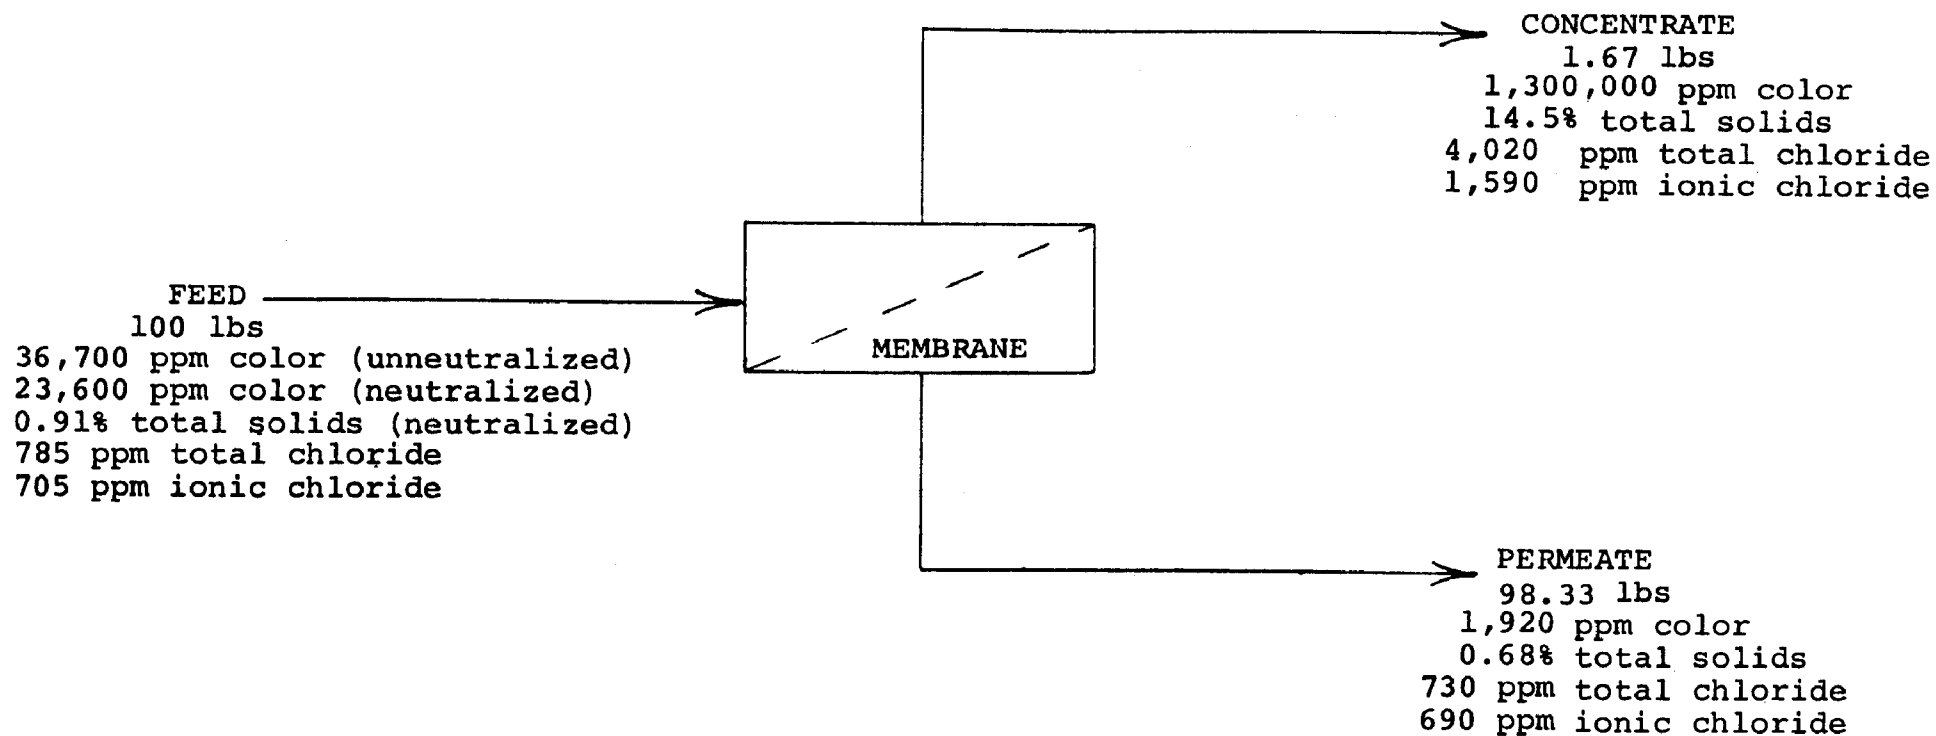 CONCENTRATE
1.67 lbs
1,300,000 ppm color
14.5% total solids
4,020 ppm total chloride
1,590 ppm ionic chloride
FEED
100 lbs
36,700 ppm color (unneutralized)
23,600 ppm color (neutralized)
0.91% total solids (neutralized)
785 ppm total chloride
705 ppm ionic chloride
MEMBRANE
PERMEATE
98.33 lbs
1,920 ppm color
0.68% total solids
730 ppm total chloride
690 ppm ionic chloride